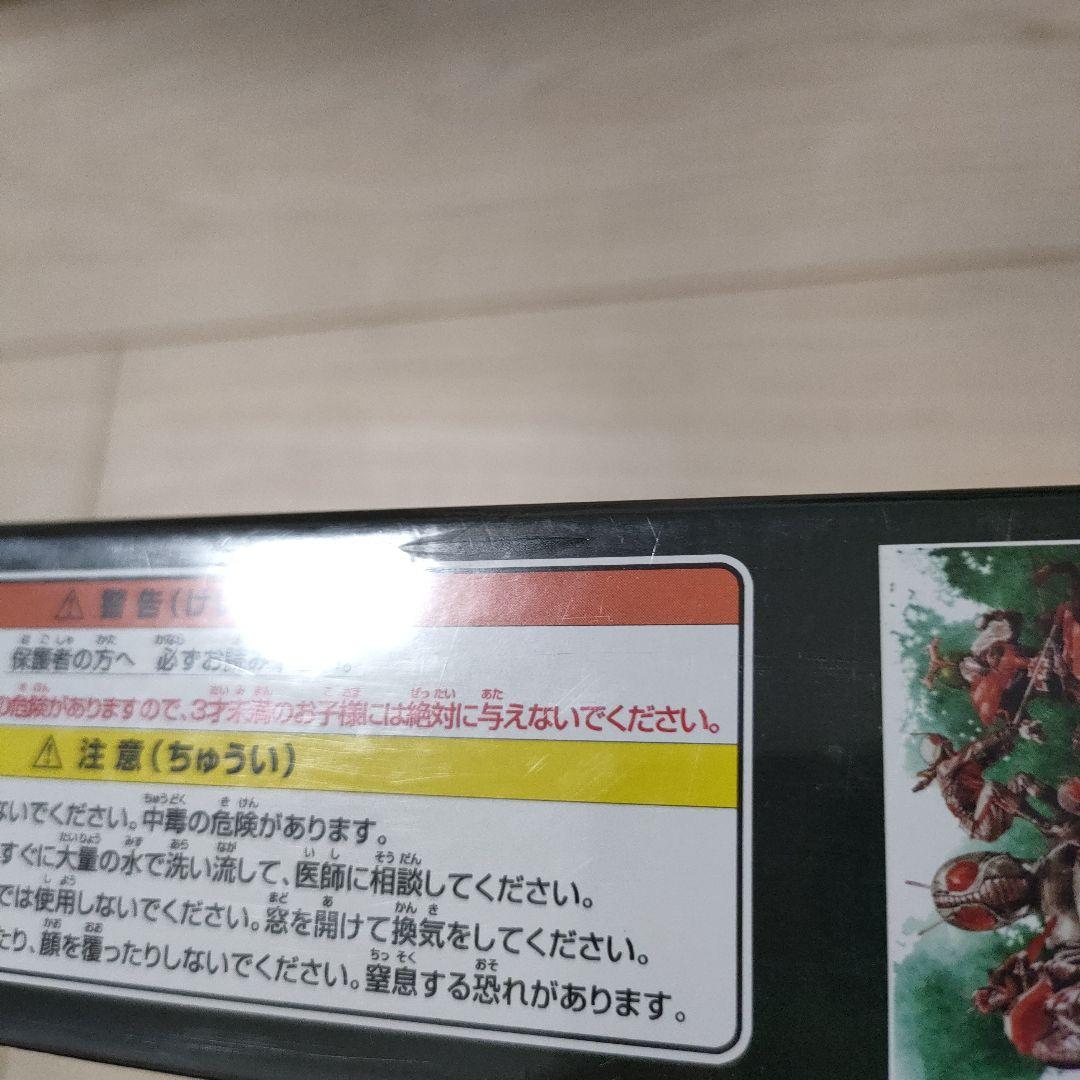 ⚠ 警告(け
保護者の方へ 必ずお読み
の危険がありますので、3才未満のお子様には絶対に与えないでください。
⚠ 注意(ちゅうい)
ないでください。中毒の危険があります。
すぐに大量の水で洗い流して、医師に相談してください。
では使用しないでください。窓を開けて換気をしてください。
たり、顔を覆ったりしないでください。窒息する恐れがあります。